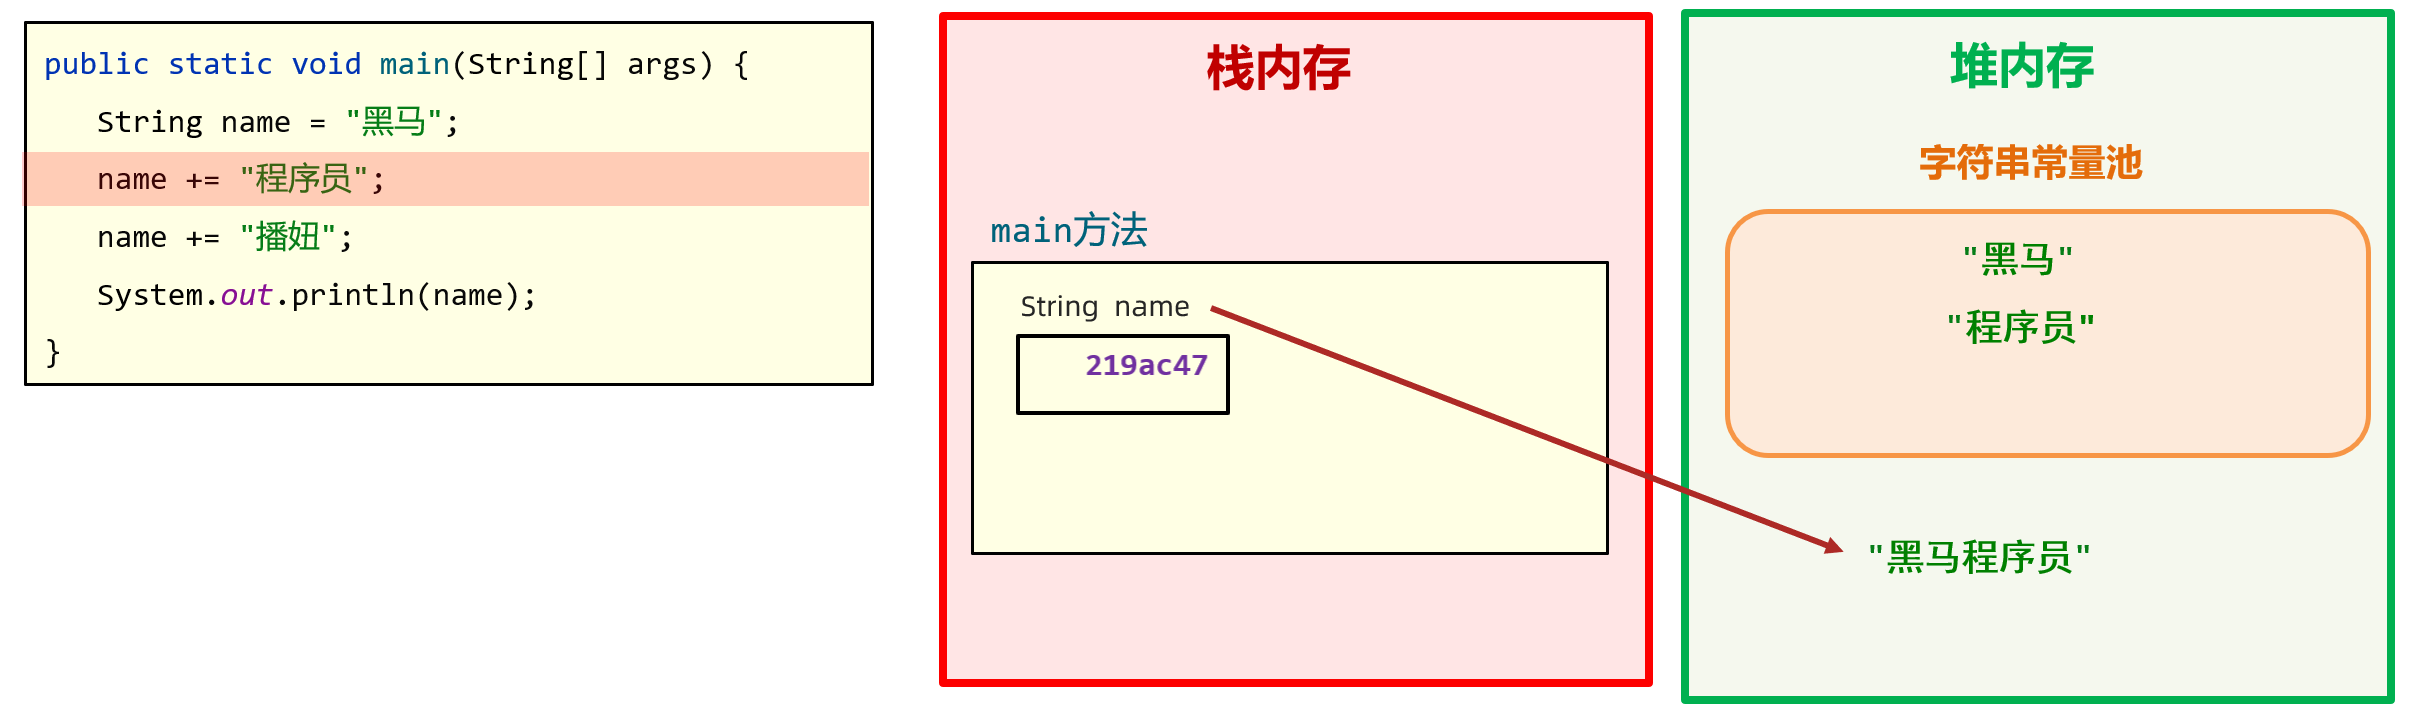 public static void main(String[] args) {
String name = "黑马";
name += "程序员";
name += "播妞";
System.out.println(name);
}
栈内存
main方法
String name
219ac47
堆内存
字符串常量池
"黑马"
"程序员"
"黑马程序员"